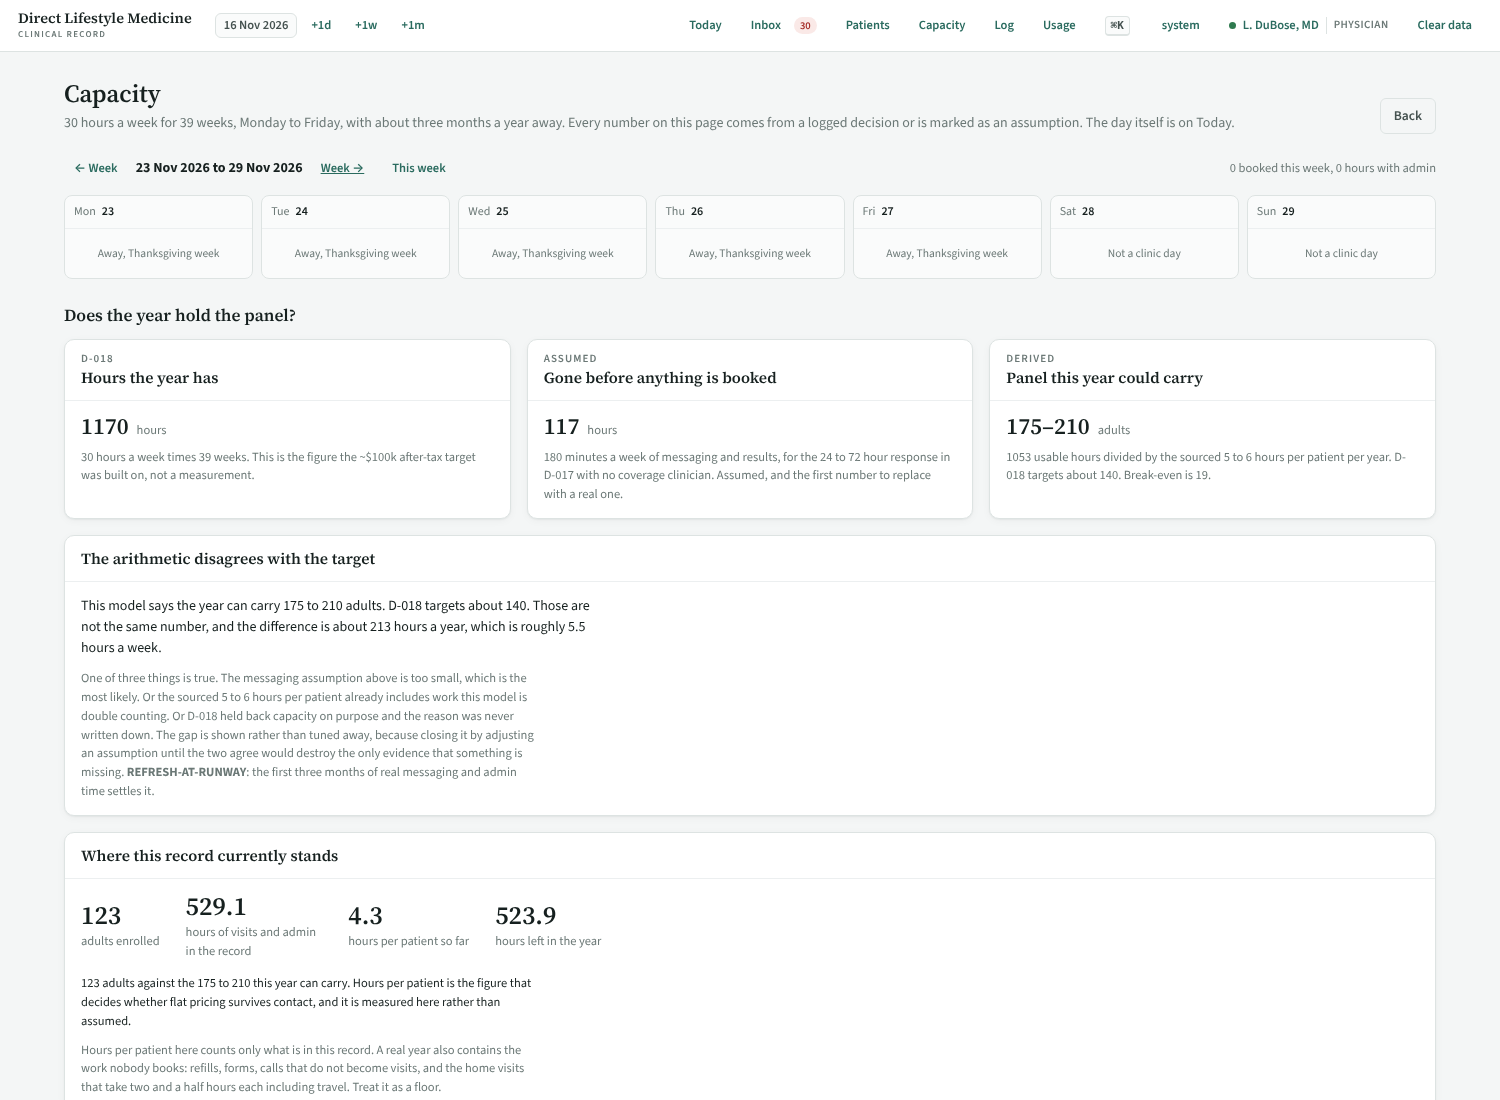 Direct Lifestyle Medicine
CLINICAL RECORD
16 Nov 2026 +1d +1w +1m
Today Inbox 30 Patients Capacity Log Usage ⌘K system L. DuBose, MD PHYSICIAN Clear data
Capacity
30 hours a week for 39 weeks, Monday to Friday, with about three months a year away. Every number on this page comes from a logged decision or is marked as an assumption. The day itself is on Today.
Back
← Week 23 Nov 2026 to 29 Nov 2026 Week → This week 0 booked this week, 0 hours with admin
Mon 23 Tue 24 Wed 25 Thu 26 Fri 27 Sat 28 Sun 29
Away, Thanksgiving week Away, Thanksgiving week Away, Thanksgiving week Away, Thanksgiving week Away, Thanksgiving week Not a clinic day Not a clinic day
Does the year hold the panel?
D-018
Hours the year has
1170 hours
30 hours a week times 39 weeks. This is the figure the ~$100k after-tax target
was built on, not a measurement.
ASSUMED
Gone before anything is booked
117 hours
180 minutes a week of messaging and results, for the 24 to 72 hour response in
D-017 with no coverage clinician. Assumed, and the first number to replace
with a real one.
DERIVED
Panel this year could carry
175–210 adults
1053 usable hours divided by the sourced 5 to 6 hours per patient per year. D-
018 targets about 140. Break-even is 19.
The arithmetic disagrees with the target
This model says the year can carry 175 to 210 adults. D-018 targets about 140. Those are
not the same number, and the difference is about 213 hours a year, which is roughly 5.5
hours a week.
One of three things is true. The messaging assumption above is too small, which is the
most likely. Or the sourced 5 to 6 hours per patient already includes work this model is
double counting. Or D-018 held back capacity on purpose and the reason was never
written down. The gap is shown rather than tuned away, because closing it by adjusting
an assumption until the two agree would destroy the only evidence that something is
missing. REFRESH-AT-RUNWAY: the first three months of real messaging and admin
time settles it.
Where this record currently stands
123
adults enrolled
529.1
hours of visits and admin
in the record
4.3
hours per patient so far
523.9
hours left in the year
123 adults against the 175 to 210 this year can carry. Hours per patient is the figure that
decides whether flat pricing survives contact, and it is measured here rather than
assumed.
Hours per patient here counts only what is in this record. A real year also contains the
work nobody books: refills, forms, calls that do not become visits, and the home visits
that take two and a half hours each including travel. Treat it as a floor.